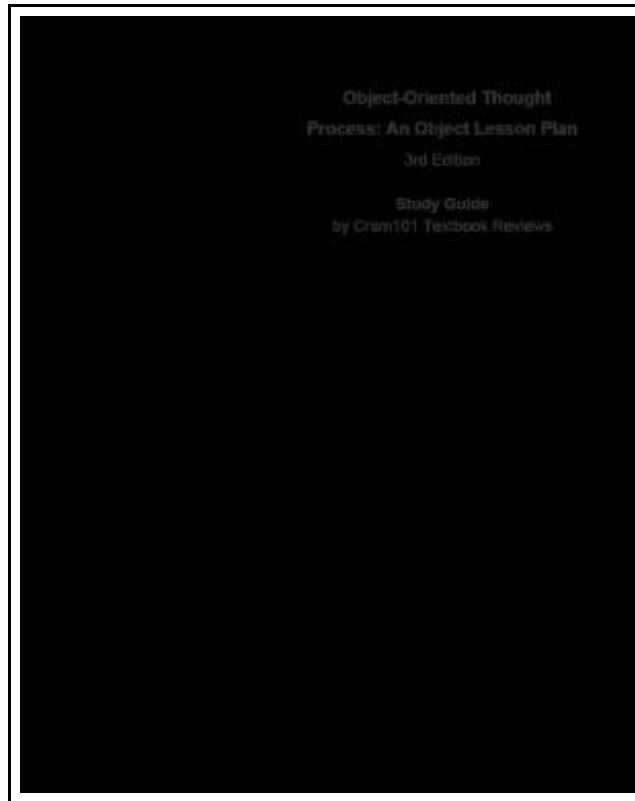 Object-Oriented Thought
Process: An Object Lesson Plan
3rd Edition
Study Guide
by Cram101 Textbook Reviews